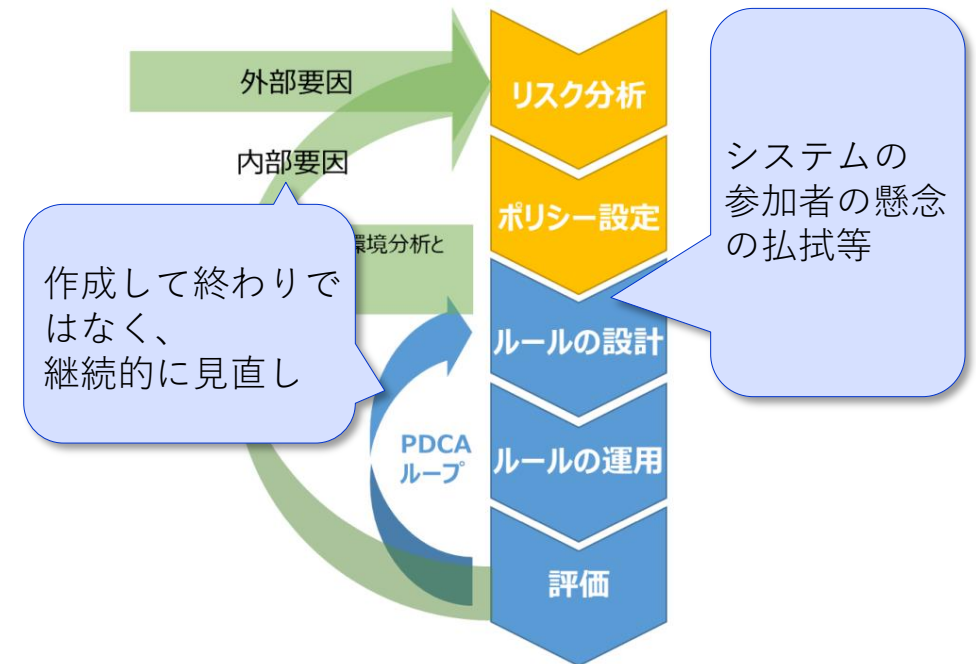 外部要因
内部要因
リスク分析
ポリシー設定
システムの
参加者の懸念
の払拭等
環境分析と
作成して終わりで
はなく、
継続的に見直し
ルールの設計
PDCA
ループ
ルールの運用
評価